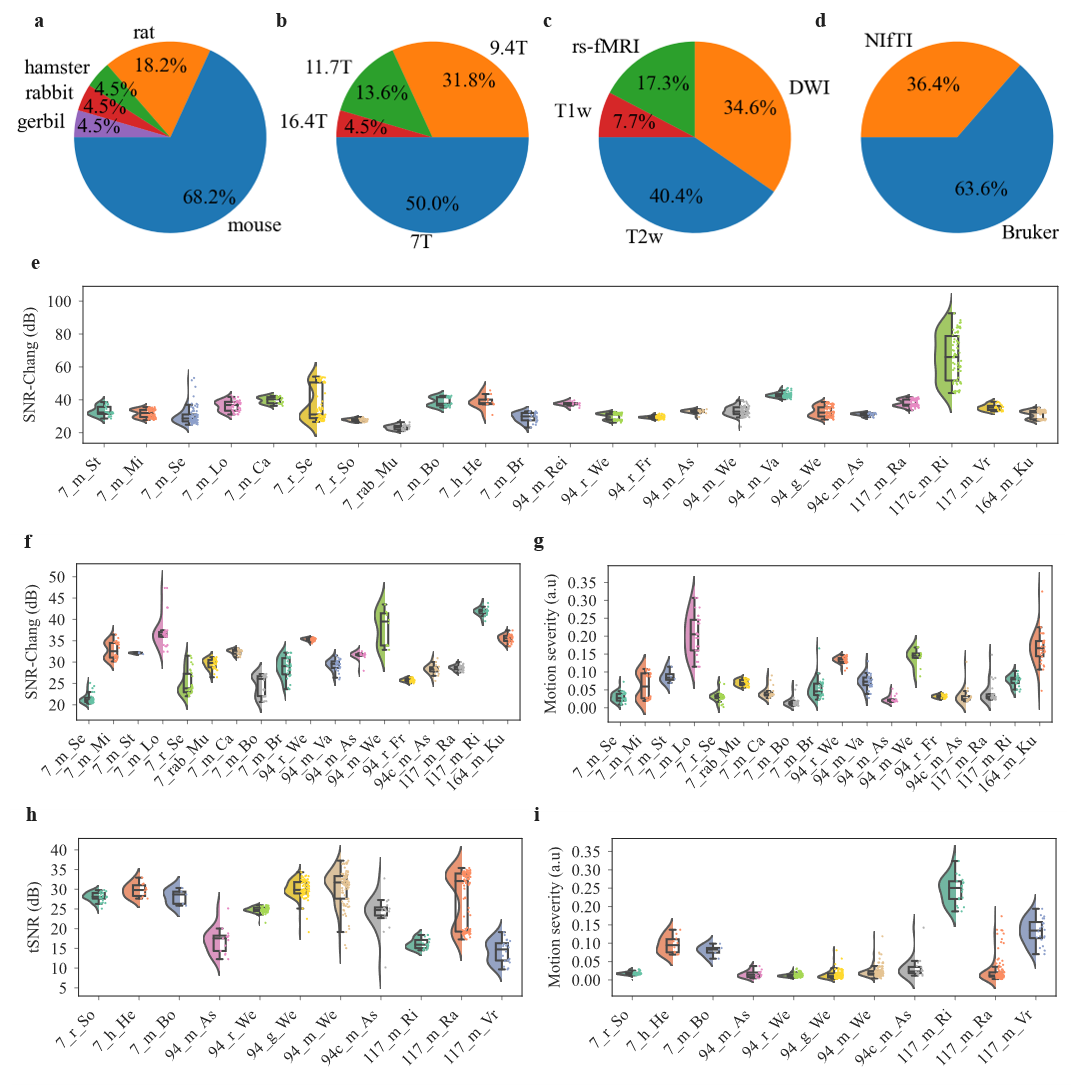 a
rat
hamster
rabbit
gerbil
18.2%
4.5%
4.5%
4.5%
68.2%
mouse
b
9.4T
11.7T
16.4T
31.8%
13.6%
4.5%
50.0%
7T
c
rs-fMRI
DWI
T1w
17.3%
34.6%
7.7%
40.4%
T2w
d
NIfTI
36.4%
63.6%
Bruker
e
SNR-Chang (dB)
100
80
60
40
20
7_m_St
7_m_Mi
7_m_Se
7_m_Lo
7_m_Ca
7_r_Se
7_r_So
7_rab_Mu
7_m_Bo
7_h_He
7_m_Br
94_m_Rei
94_r_We
94_r_Fr
94_m_As
94_m_We
94_m_Va
94_g_We
94c_m_As
117_m_Ra
117c_m_Ri
117_m_Vr
164_m_Ku
f
SNR-Chang (dB)
50
45
40
35
30
25
20
7_m_Se
7_m_Mi
7_m_St
7_m_Lo
7_r_Se
7_rab_Mu
7_m_Ca
7_m_Bo
7_m_Br
94_r_We
94_m_Va
94_m_As
94_m_We
94_r_Fr
94c_m_As
117_m_Ra
117_m_Ri
164_m_Ku
g
Motion severity (a.u)
0.35
0.30
0.25
0.20
0.15
0.10
0.05
0.00
7_m_Se
7_m_Mi
7_m_St
7_m_Lo
7_r_Se
7_rab_Mu
7_m_Ca
7_m_Bo
7_m_Br
94_r_We
94_m_Va
94_m_As
94_m_We
94_r_Fr
94c_m_As
117_m_Ra
117_m_Ri
164_m_Ku
h
tSNR (dB)
40
35
30
25
20
15
10
5
7_r_So
7_h_He
7_m_Bo
94_m_As
94_r_We
94_g_We
94_m_We
94c_m_As
117_m_Ri
117_m_Ra
117_m_Vr
i
Motion severity (a.u)
0.35
0.30
0.25
0.20
0.15
0.10
0.05
0.00
7_r_So
7_h_He
7_m_Bo
94_m_As
94_r_We
94_g_We
94_m_We
94c_m_As
117_m_Ri
117_m_Ra
117_m_Vr